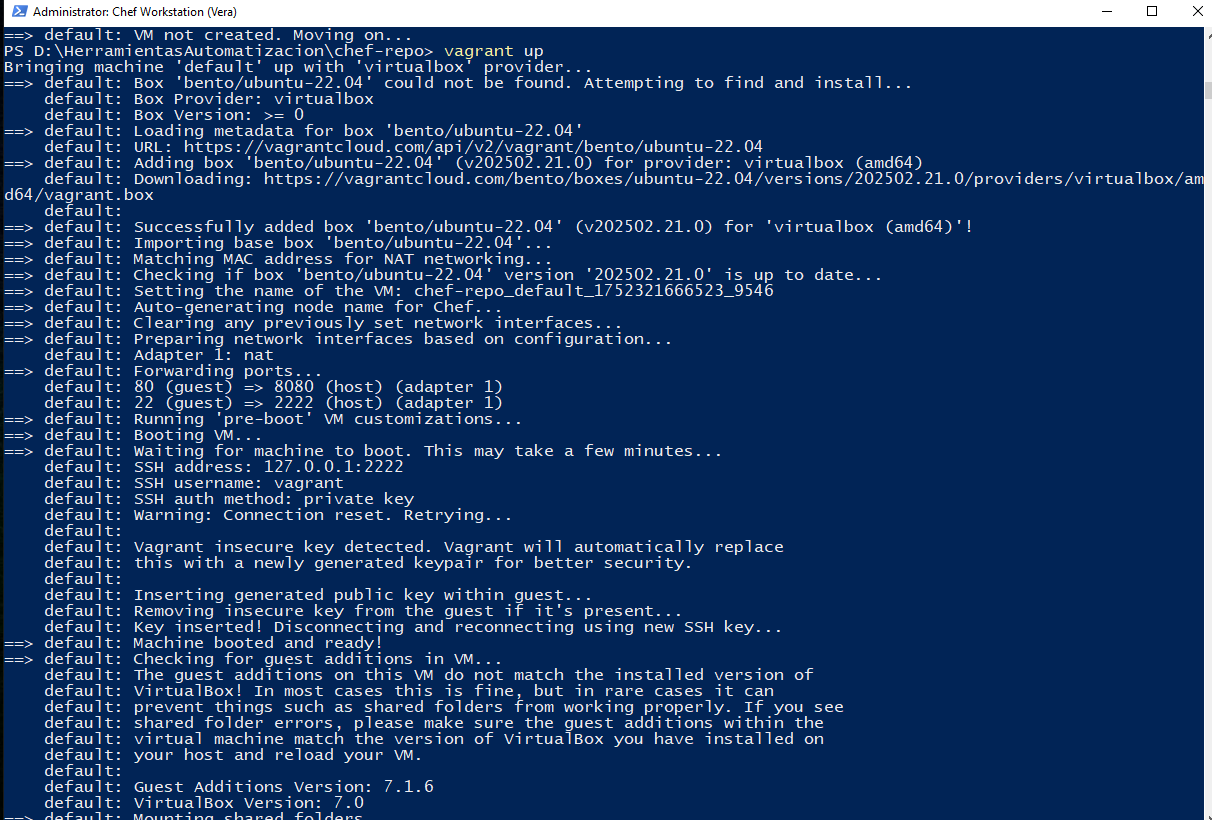 Administrator: Chef Workstation (Vera)
==> default: VM not created. Moving on...
PS D:\HerramientasAutomatizacion\chef-repo> vagrant up
Bringing machine 'default' up with 'virtualbox' provider...
==> default: Box 'bento/ubuntu-22.04' could not be found. Attempting to find and install...
    default: Box Provider: virtualbox
    default: Box Version: >= 0
==> default: Loading metadata for box 'bento/ubuntu-22.04'
    default: URL: https://vagrantcloud.com/api/v2/vagrant/bento/ubuntu-22.04
==> default: Adding box 'bento/ubuntu-22.04' (v202502.21.0) for provider: virtualbox (amd64)
    default: Downloading: https://vagrantcloud.com/bento/boxes/ubuntu-22.04/versions/202502.21.0/providers/virtualbox/am
d64/vagrant.box
    default:
==> default: Successfully added box 'bento/ubuntu-22.04' (v202502.21.0) for 'virtualbox (amd64)'!
==> default: Importing base box 'bento/ubuntu-22.04'...
==> default: Matching MAC address for NAT networking...
==> default: Checking if box 'bento/ubuntu-22.04' version '202502.21.0' is up to date...
==> default: Setting the name of the VM: chef-repo_default_1752321666523_9546
==> default: Auto-generating node name for Chef...
==> default: Clearing any previously set network interfaces...
==> default: Preparing network interfaces based on configuration...
    default: Adapter 1: nat
==> default: Forwarding ports...
    default: 80 (guest) => 8080 (host) (adapter 1)
    default: 22 (guest) => 2222 (host) (adapter 1)
==> default: Running 'pre-boot' VM customizations...
==> default: Booting VM...
==> default: Waiting for machine to boot. This may take a few minutes...
    default: SSH address: 127.0.0.1:2222
    default: SSH username: vagrant
    default: SSH auth method: private key
    default: Warning: Connection reset. Retrying...
    default:
    default: Vagrant insecure key detected. Vagrant will automatically replace
    default: this with a newly generated keypair for better security.
    default:
    default: Inserting generated public key within guest...
    default: Removing insecure key from the guest if it's present...
    default: Key inserted! Disconnecting and reconnecting using new SSH key...
==> default: Machine booted and ready!
==> default: Checking for guest additions in VM...
    default: The guest additions on this VM do not match the installed version of
    default: VirtualBox! In most cases this is fine, but in rare cases it can
    default: prevent things such as shared folders from working properly. If you see
    default: shared folder errors, please make sure the guest additions within the
    default: virtual machine match the version of VirtualBox you have installed on
    default: your host and reload your VM.
    default:
    default: Guest Additions Version: 7.1.6
    default: VirtualBox Version: 7.0
==> default: Mounting shared folders